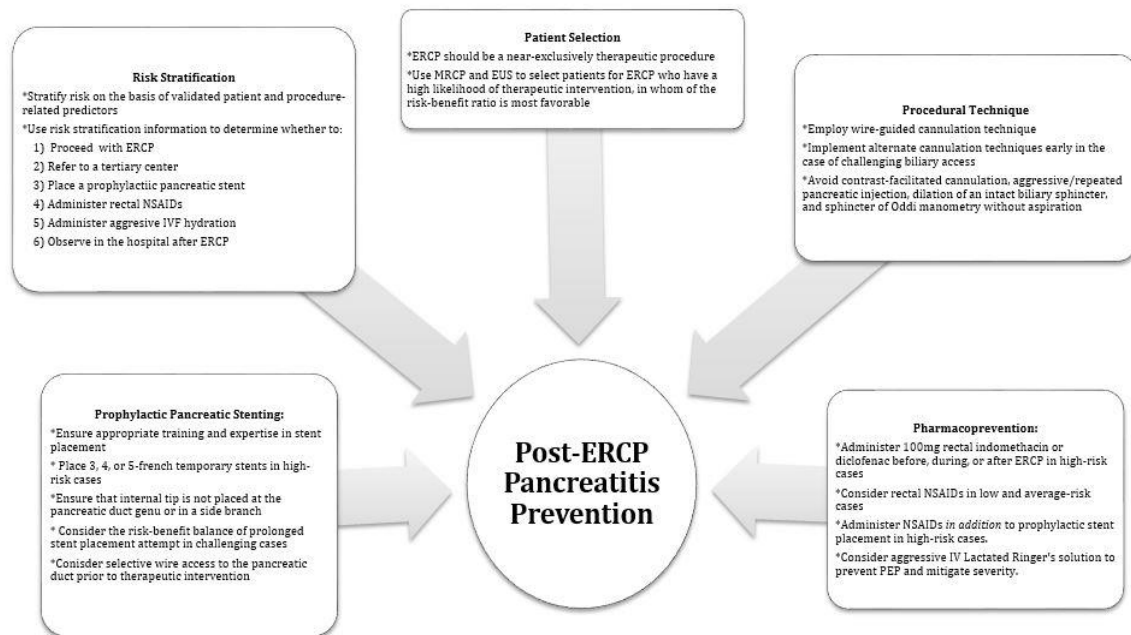 Risk Stratification
*Stratify risk on the basis of validated patient and procedure-
related predictors
*Use risk stratification information to determine whether to:
1) Proceed with ERCP
2) Refer to a tertiary center
3) Place a prophylactiic pancreatic stent
4) Administer rectal NSAIDs
5) Administer aggresive IVF hydration
6) Observe in the hospital after ERCP
Patient Selection
*ERCP should be a near-exclusively therapeutic procedure
*Use MRCP and EUS to select patients for ERCP who have a
high likelihood of therapeutic intervention, in whom of the
risk-benefit ratio is most favorable
Procedural Technique
*Employ wire-guided cannulation technique
*Implement alternate cannulation techniques early in the
case of challenging biliary access
*Avoid contrast-facilitated cannulation, aggressive/repeated
pancreatic injection, dilation of an intact biliary sphincter,
and sphincter of Oddi manometry without aspiration
Prophylactic Pancreatic Stenting:
*Ensure appropriate training and expertise in stent
placement
* Place 3, 4, or 5-french temporary stents in high-
risk cases
*Ensure that internal tip is not placed at the
pancreatic duct genu or in a side branch
* Consider the risk-benefit balance of prolonged
stent placement attempt in challenging cases
*Conisder selective wire access to the pancreatic
duct prior to therapeutic intervention
Post-ERCP
Pancreatitis
Prevention
Pharmacoprevention:
*Administer 100mg rectal indomethacin or
diclofenac before, during, or after ERCP in high-risk
cases
*Consider rectal NSAIDs in low and average-risk
cases
*Administer NSAIDs in addition to prophylactic stent
placement in high-risk cases.
*Consider aggressive IV Lactated Ringer's solution to
prevent PEP and mitigate severity.